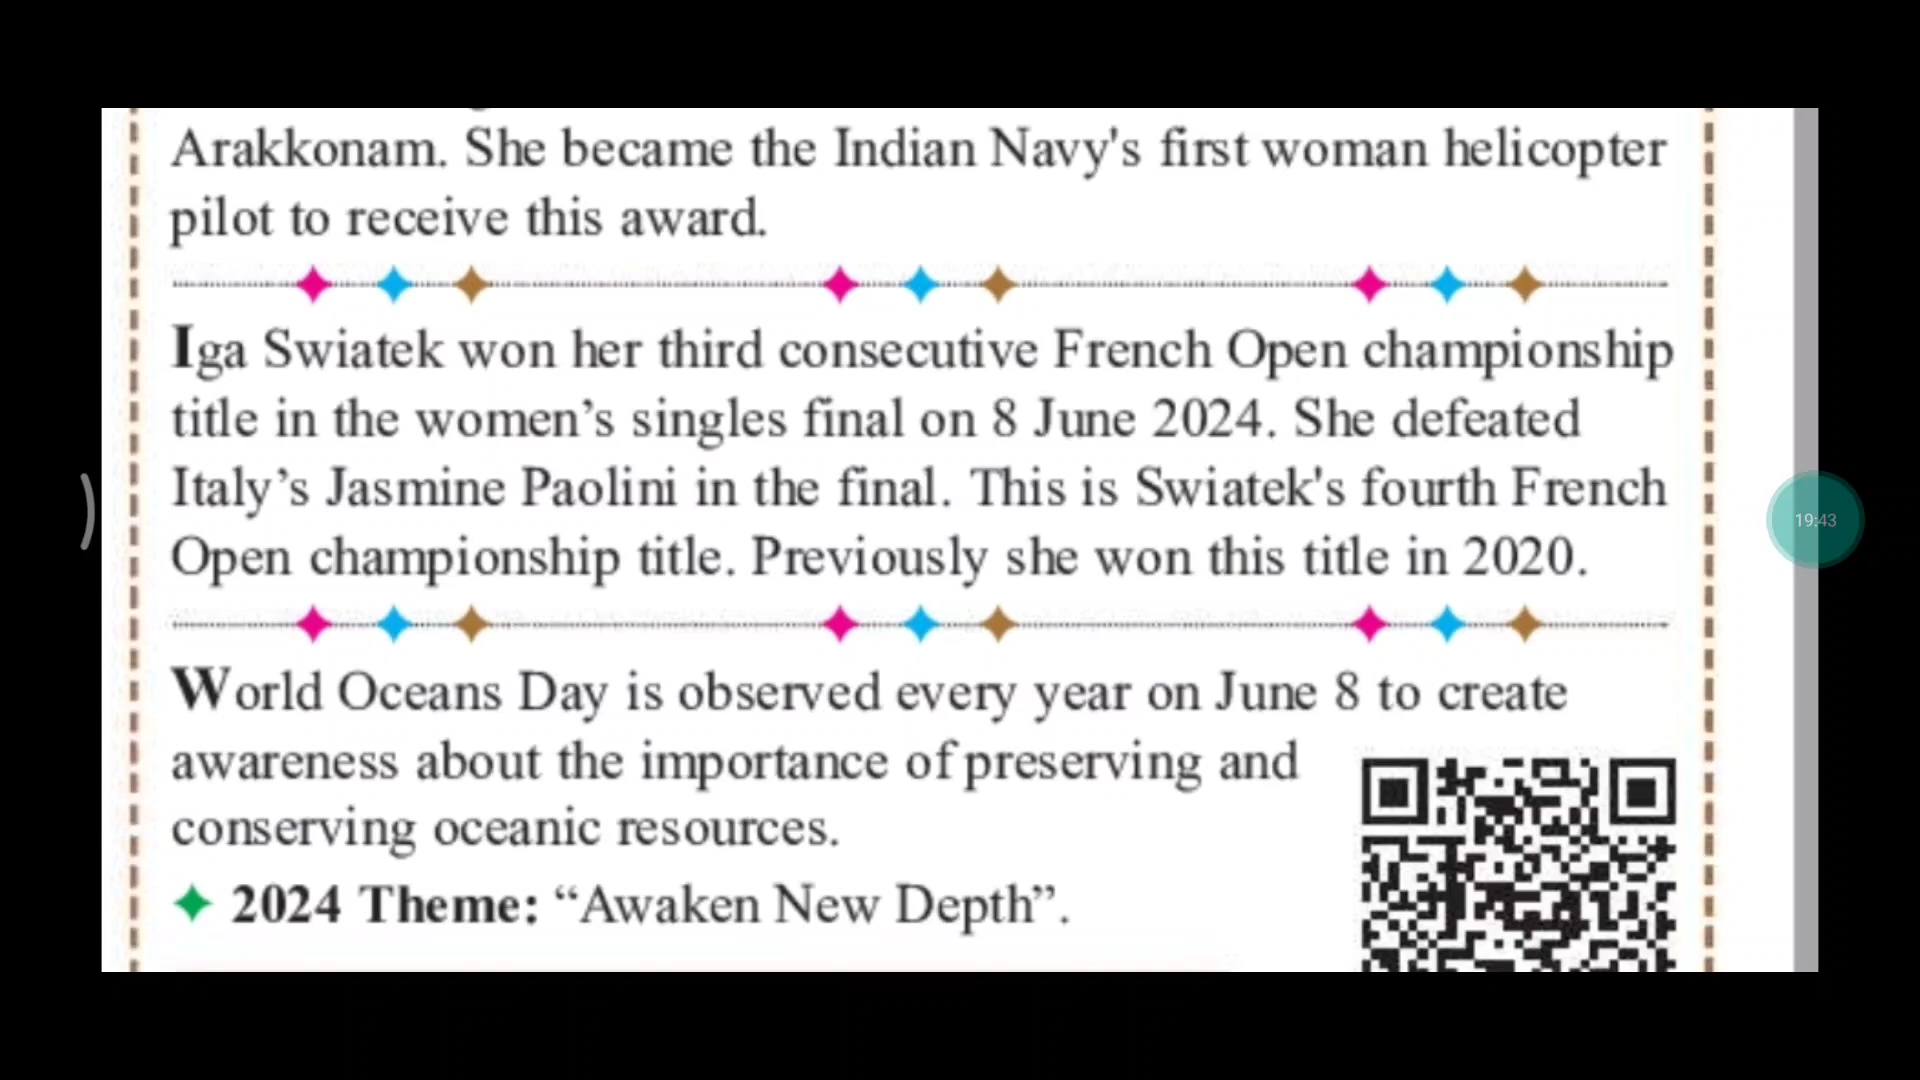 Arakkonam. She became the Indian Navy's first woman helicopter
pilot to receive this award.
Iga Swiatek won her third consecutive French Open championship
title in the women’s singles final on 8 June 2024. She defeated
Italy’s Jasmine Paolini in the final. This is Swiatek's fourth French
Open championship title. Previously she won this title in 2020.
World Oceans Day is observed every year on June 8 to create
awareness about the importance of preserving and
conserving oceanic resources.
2024 Theme: “Awaken New Depth”.
19:43